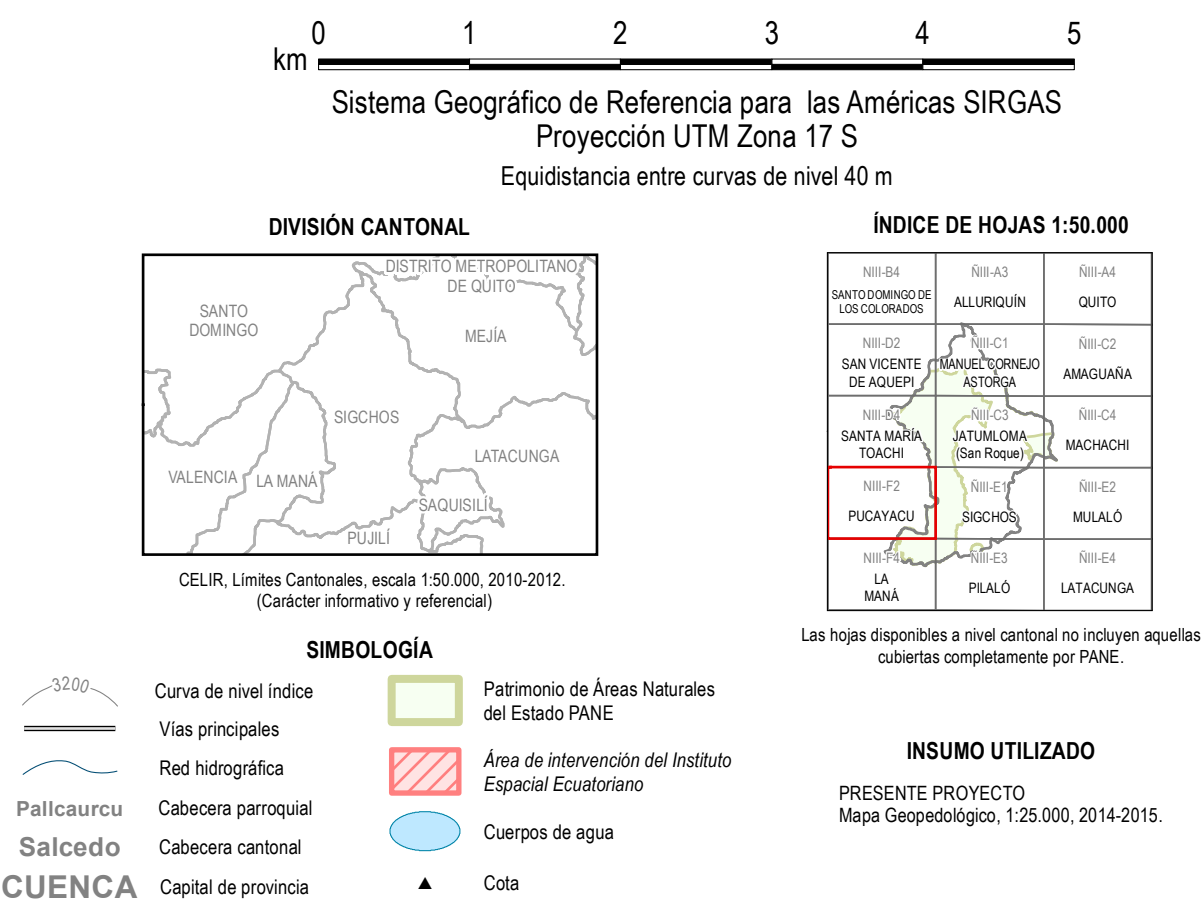 0 1 2 3 4 5
km
Sistema Geográfico de Referencia para las Américas SIRGAS
Proyección UTM Zona 17 S
Equidistancia entre curvas de nivel 40 m
DIVISIÓN CANTONAL
DISTRITO METROPOLITANO
DE QUITO
SANTO
DOMINGO
MEJÍA
SIGCHOS
LATACUNGA
VALENCIA
LA MANÁ
SAQUISILÍ
PUJILÍ
CELIR, Límites Cantonales, escala 1:50.000, 2010-2012.
(Carácter informativo y referencial)
ÍNDICE DE HOJAS 1:50.000
NIII-B4 ÑIII-A3 ÑIII-A4
SANTO DOMINGO DE
LOS COLORADOS
ALLURIQUÍN
QUITO
NIII-D2 ÑIII-C1 ÑIII-C2
SAN VICENTE
DE AQUEPI
MANUEL CORNEJO
ASTORGA
AMAGUAÑA
NIII-D4 ÑIII-C3 ÑIII-C4
SANTA MARÍA
TOACHI
JATUMLOMA
(San Roque)
MACHACHI
NIII-F2 ÑIII-E1 ÑIII-E2
PUCAYACU SIGCHOS MULALÓ
NIII-F4 ÑIII-E3 ÑIII-E4
LA
MANÁ
PILALÓ
LATACUNGA
Las hojas disponibles a nivel cantonal no incluyen aquellas
cubiertas completamente por PANE.
SIMBOLOGÍA
3200
Curva de nivel índice
Vías principales
Red hidrográfica
Pallcaurcu Cabecera parroquial
Salcedo Cabecera cantonal
CUENCA Capital de provincia
Patrimonio de Áreas Naturales
del Estado PANE
Área de intervención del Instituto
Espacial Ecuatoriano
Cuerpos de agua
Cota
INSUMO UTILIZADO
PRESENTE PROYECTO
Mapa Geopedológico, 1:25.000, 2014-2015.